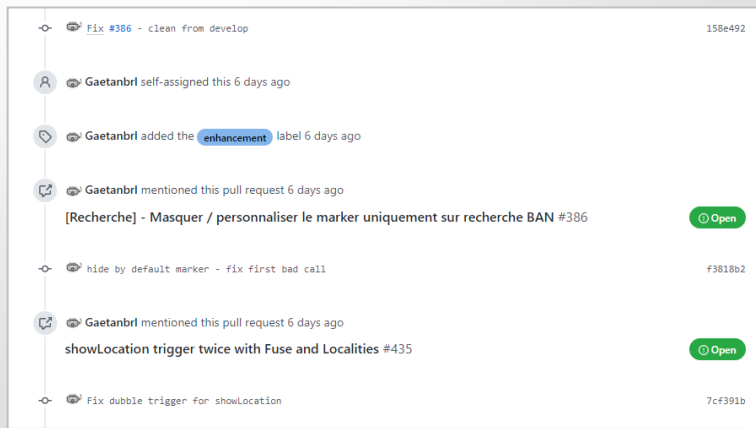 Fix #386 - clean from develop 158e492
Gaetanbrl self-assigned this 6 days ago
Gaetanbrl added the enhancement label 6 days ago
Gaetanbrl mentioned this pull request 6 days ago
[Recherche] - Masquer / personnaliser le marker uniquement sur recherche BAN #386 Open
hide by default marker - fix first bad call f3818b2
Gaetanbrl mentioned this pull request 6 days ago
showLocation trigger twice with Fuse and Localities #435 Open
Fix dubble trigger for showLocation 7cf391b